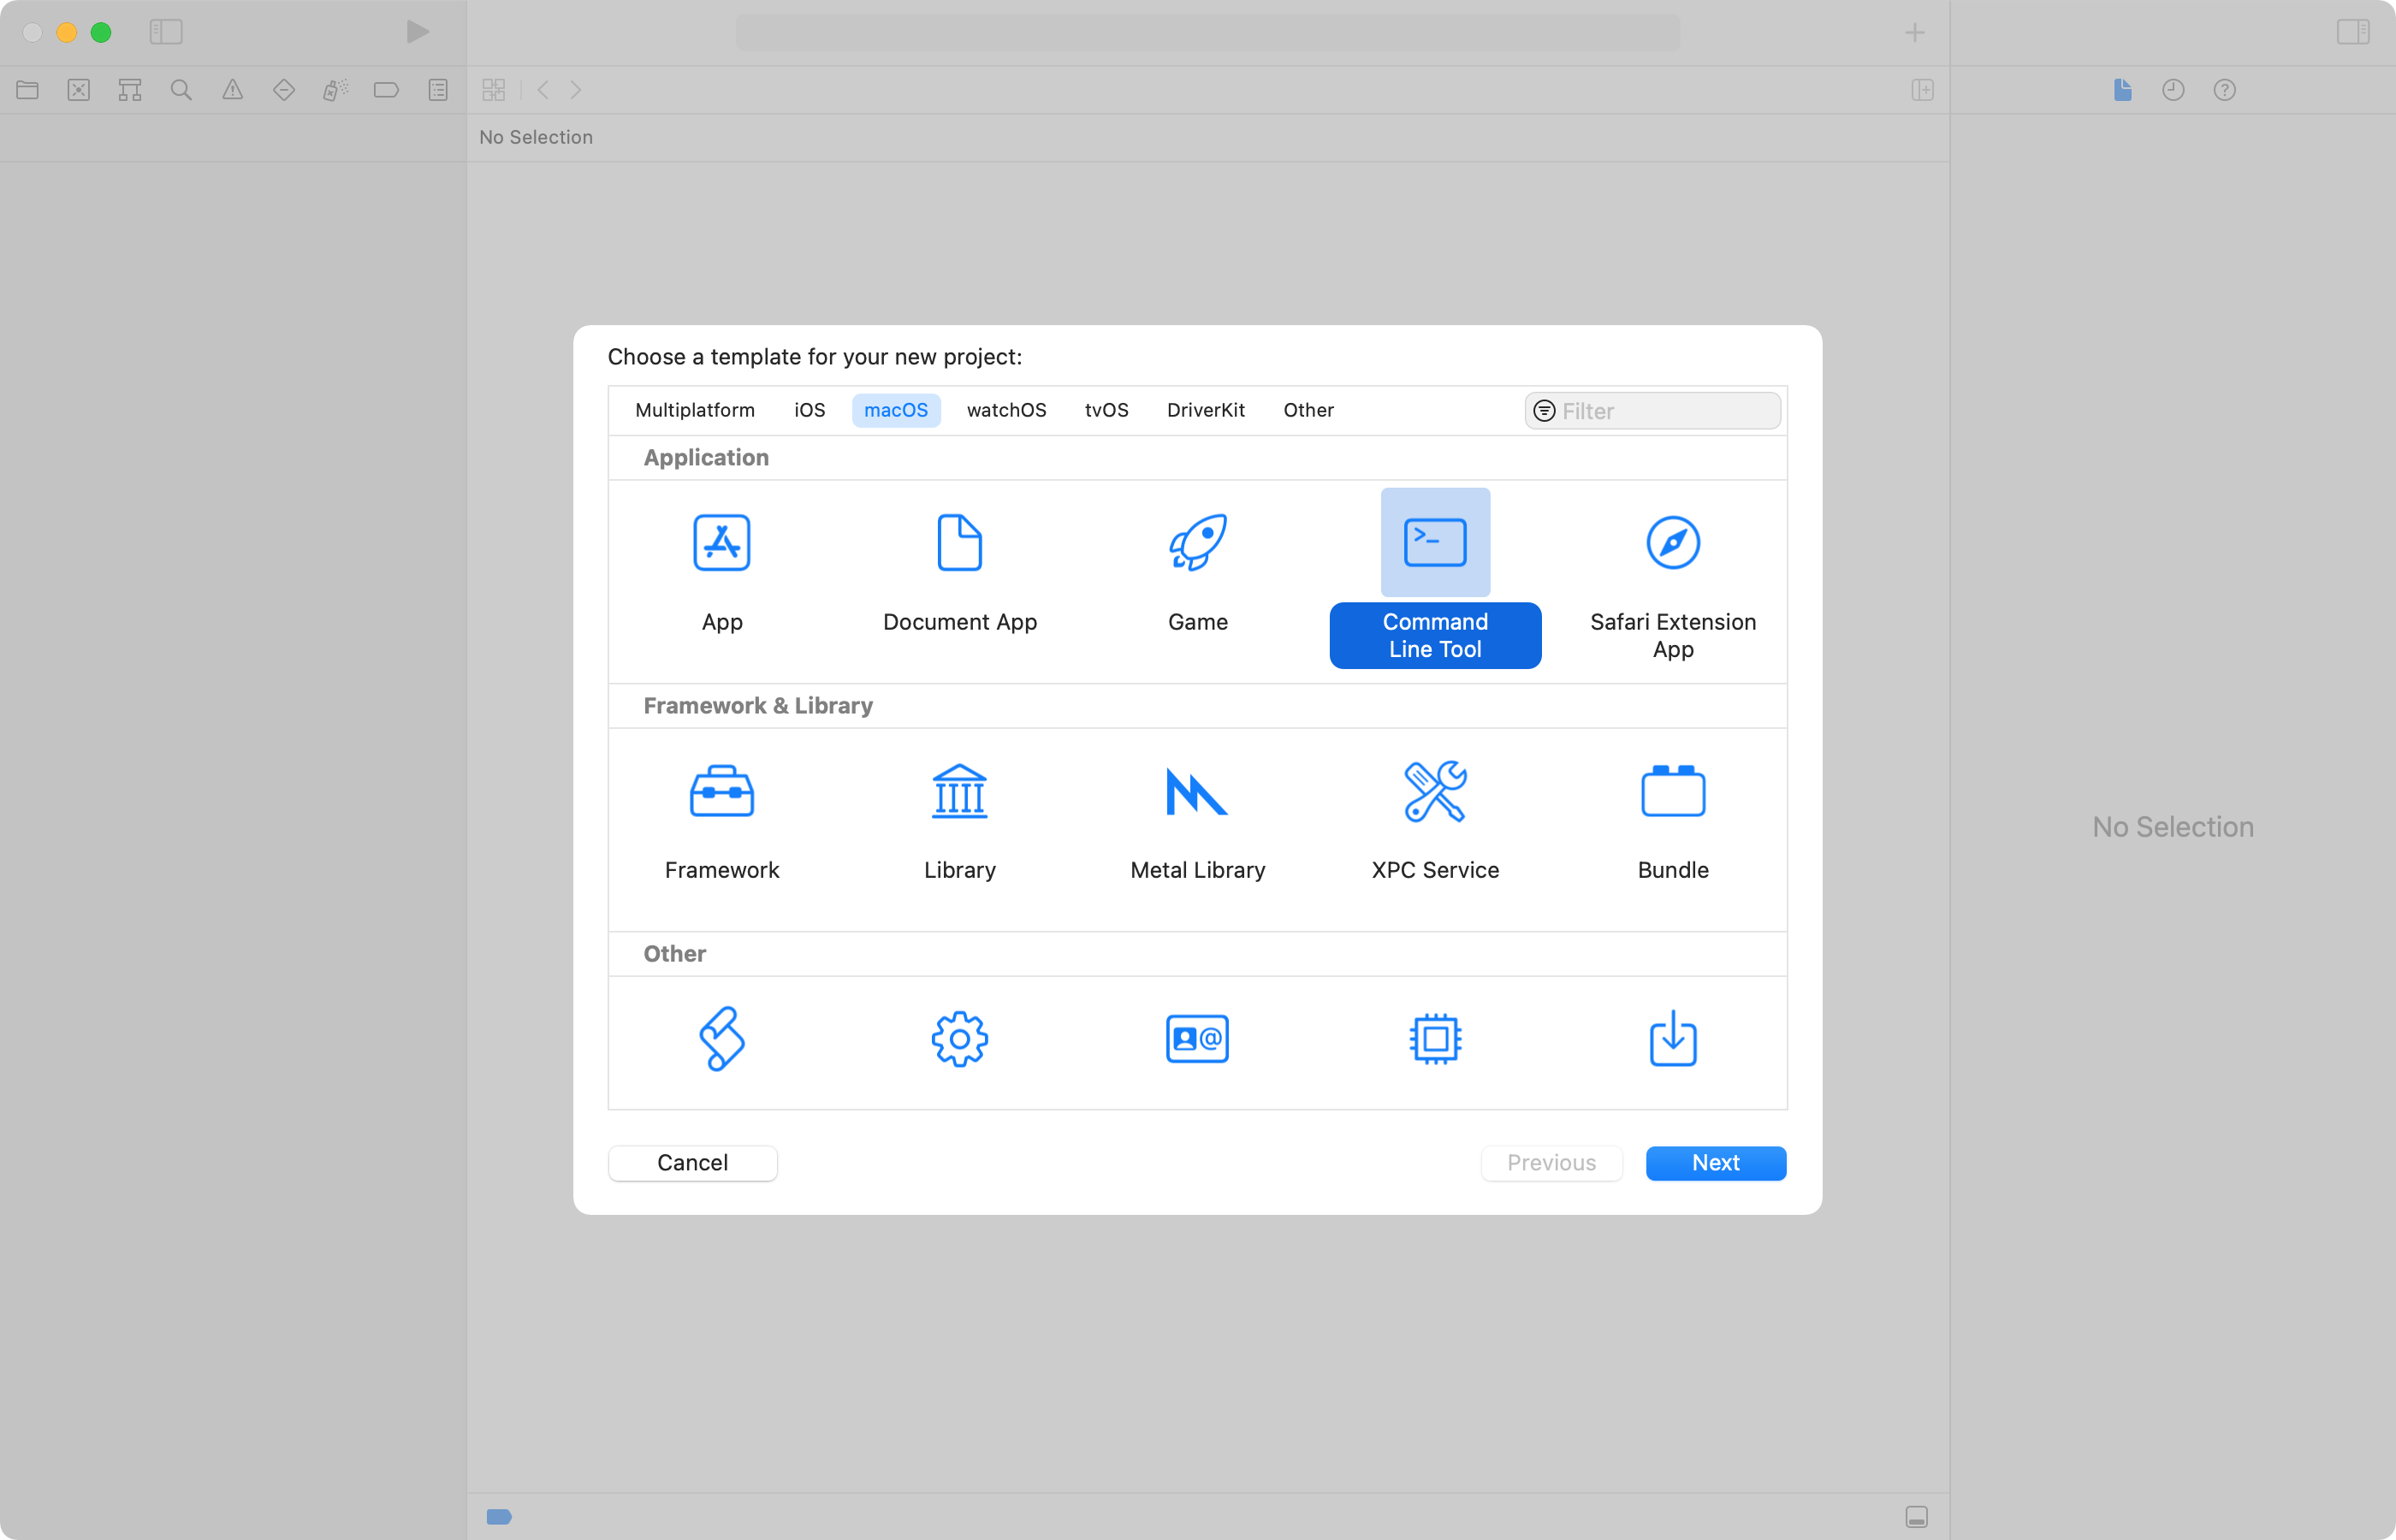 No Selection
Choose a template for your new project:
Multiplatform iOS macOS watchOS tvOS DriverKit Other Filter
Application
App Document App Game Command Line Tool Safari Extension App
Framework & Library
Framework Library Metal Library XPC Service Bundle
No Selection
Other
Cancel Previous Next